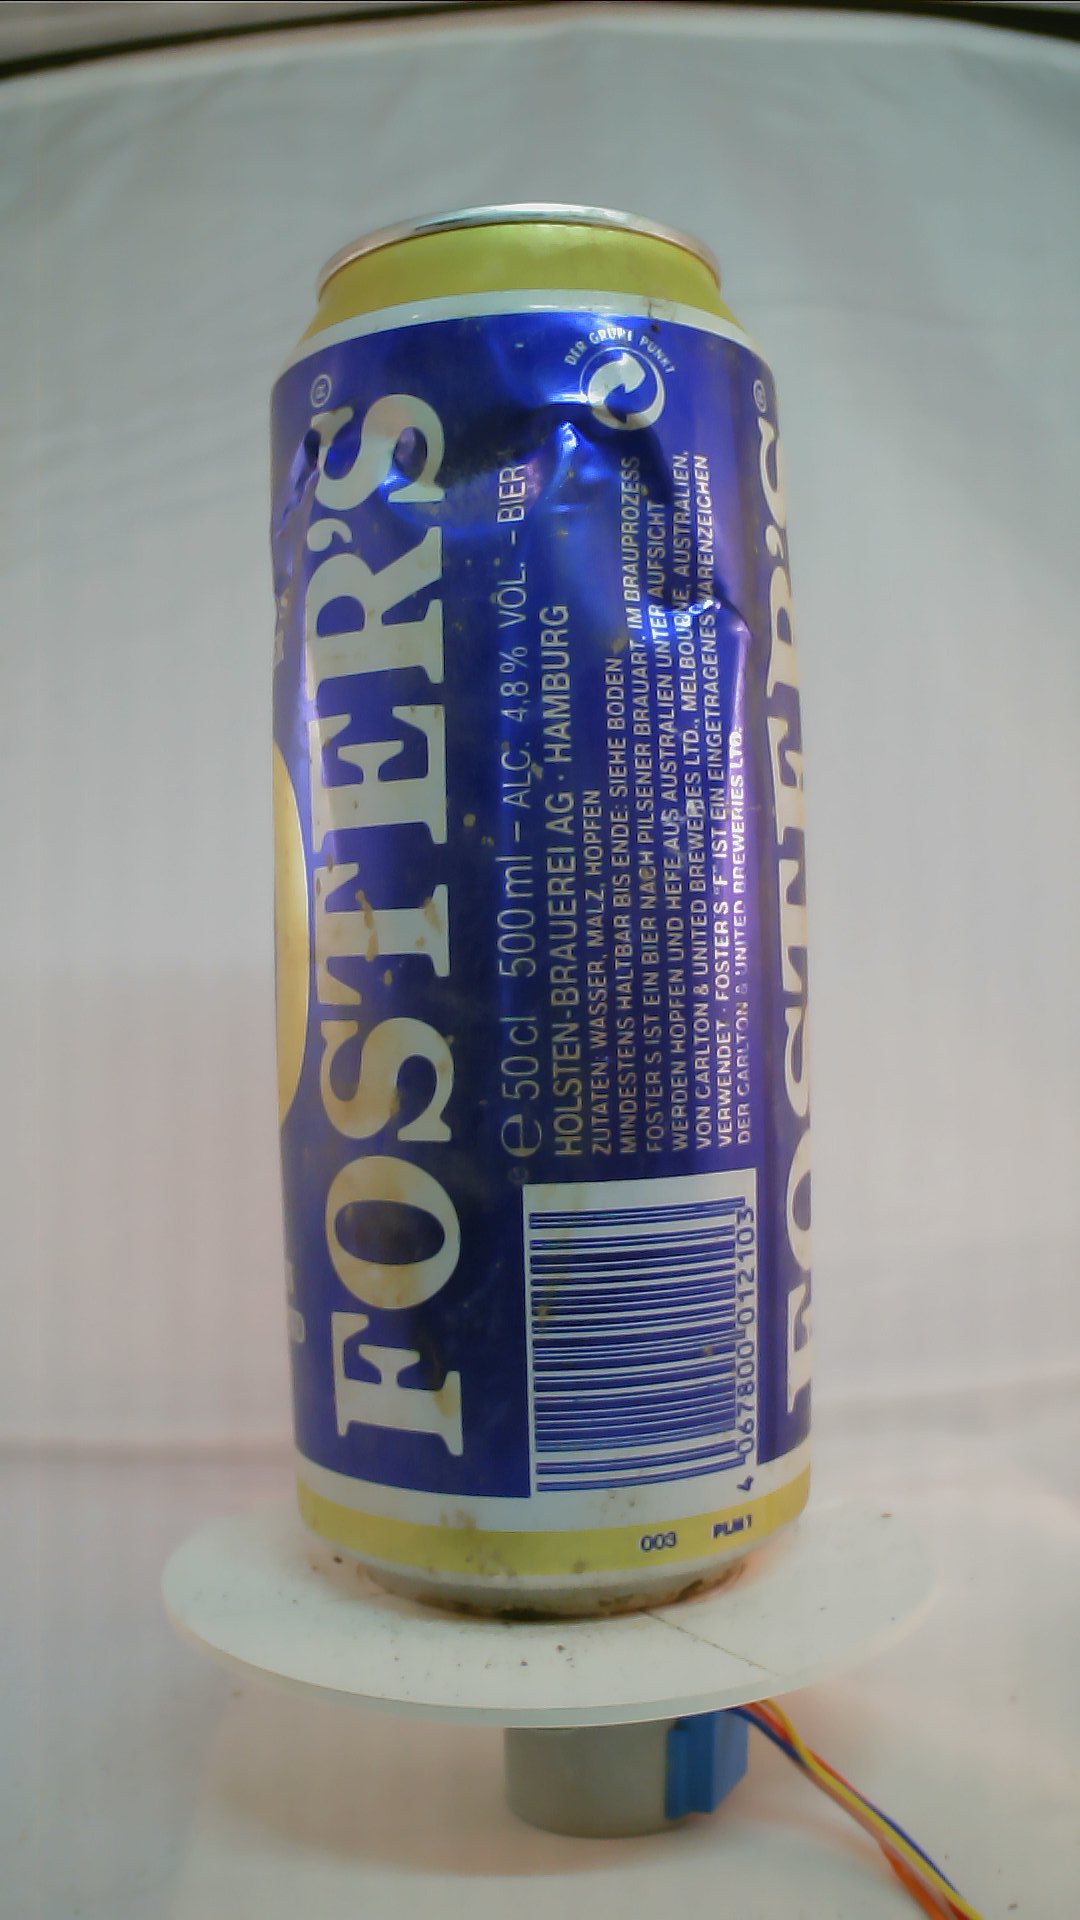 FOSTER'S®
℮ 50 cl 500 ml – ALC. 4,8 % VOL. - BIER
HOLSTEN-BRAUEREI AG · HAMBURG
ZUTATEN: WASSER, MALZ, HOPFEN
MINDESTENS HALTBAR BIS ENDE: SIEHE BODEN
FOSTER'S IST EIN BIER NACH PILSENER BRAUART. IM BRAUPROZESS
WERDEN HOPFEN UND HEFE AUS AUSTRALIEN UNTER AUFSICHT
VON CARLTON & UNITED BREWERIES LTD., MELBOURNE, AUSTRALIEN,
VERWENDET · FOSTER'S "F" IST EIN EINGETRAGENES WARENZEICHEN
DER CARLTON & UNITED BREWERIES LTD.
DER GRÜNE PUNKT
4 067800 012103
FOSTER'S®
003 PLM 1